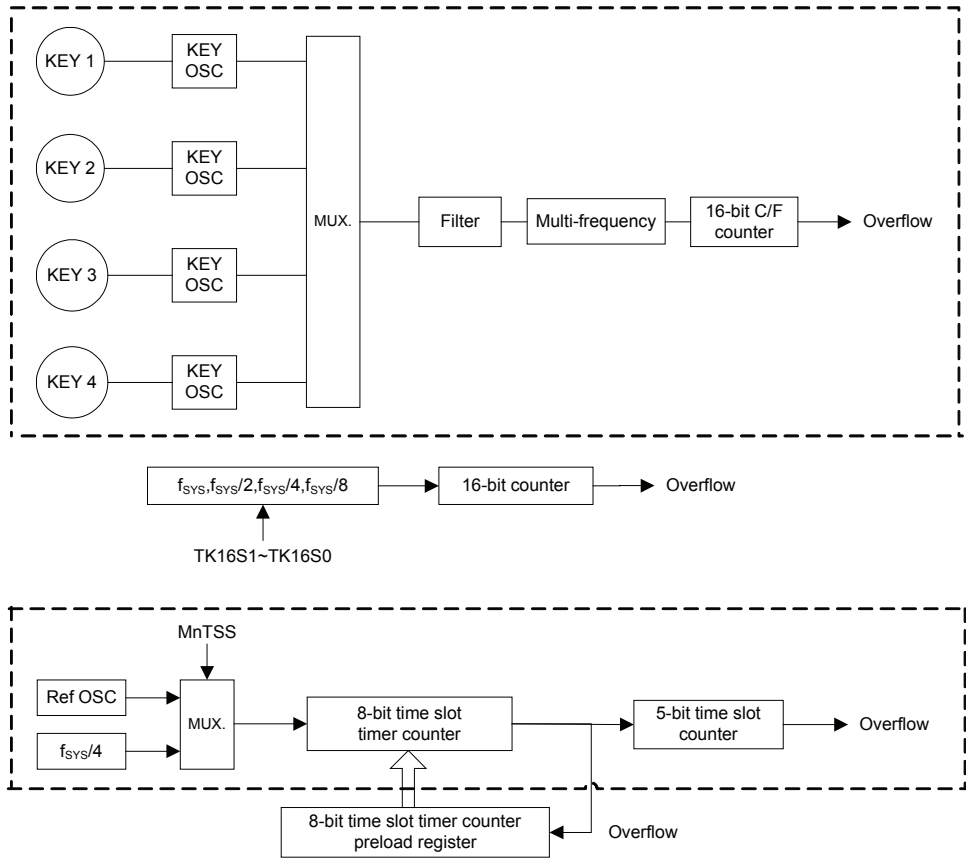 KEY 1
KEY
OSC
KEY 2
KEY
OSC
KEY 3
KEY
OSC
KEY 4
KEY
OSC
MUX.
Filter
Multi-frequency
16-bit C/F
counter
Overflow
fSYS,fSYS/2,fSYS/4,fSYS/8
16-bit counter
Overflow
TK16S1~TK16S0
MnTSS
Ref OSC
fSYS/4
MUX.
8-bit time slot
timer counter
5-bit time slot
counter
Overflow
8-bit time slot timer counter
preload register
Overflow